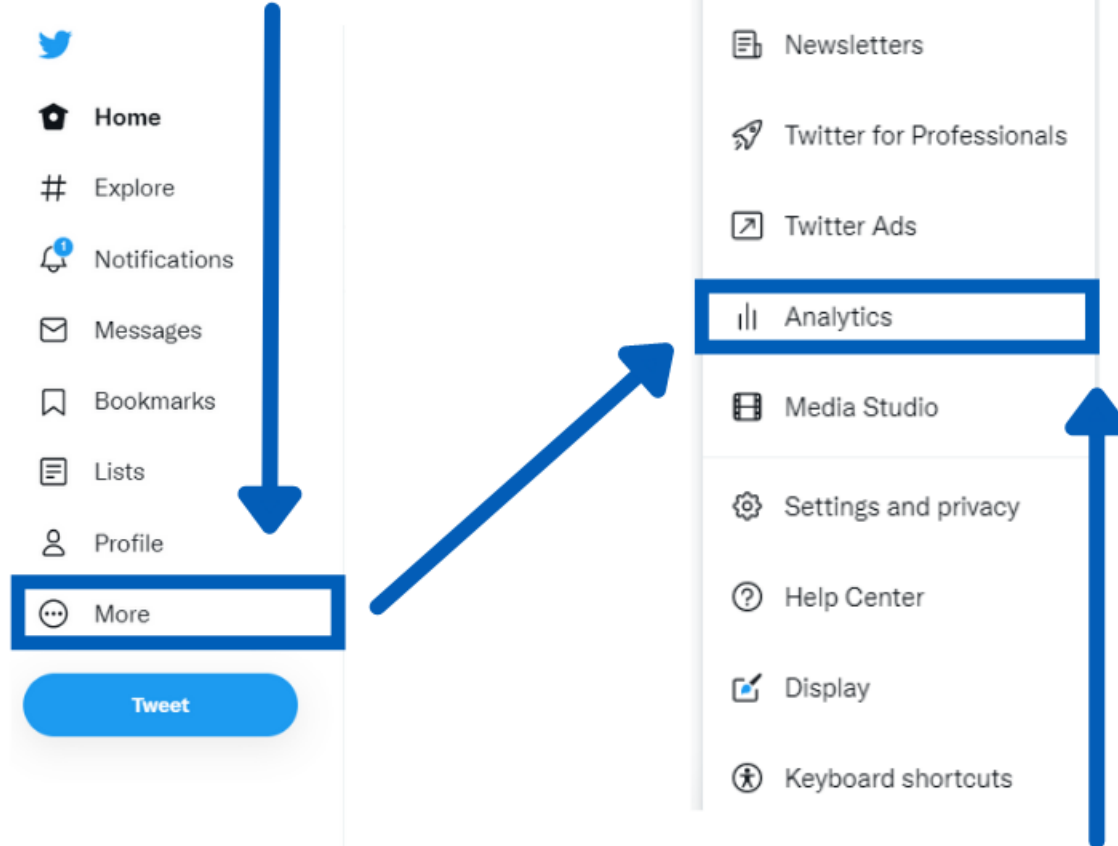 Home
Explore
1
Notifications
Messages
Bookmarks
Lists
Profile
More
Tweet
Newsletters
Twitter for Professionals
Twitter Ads
Analytics
Media Studio
Settings and privacy
Help Center
Display
Keyboard shortcuts